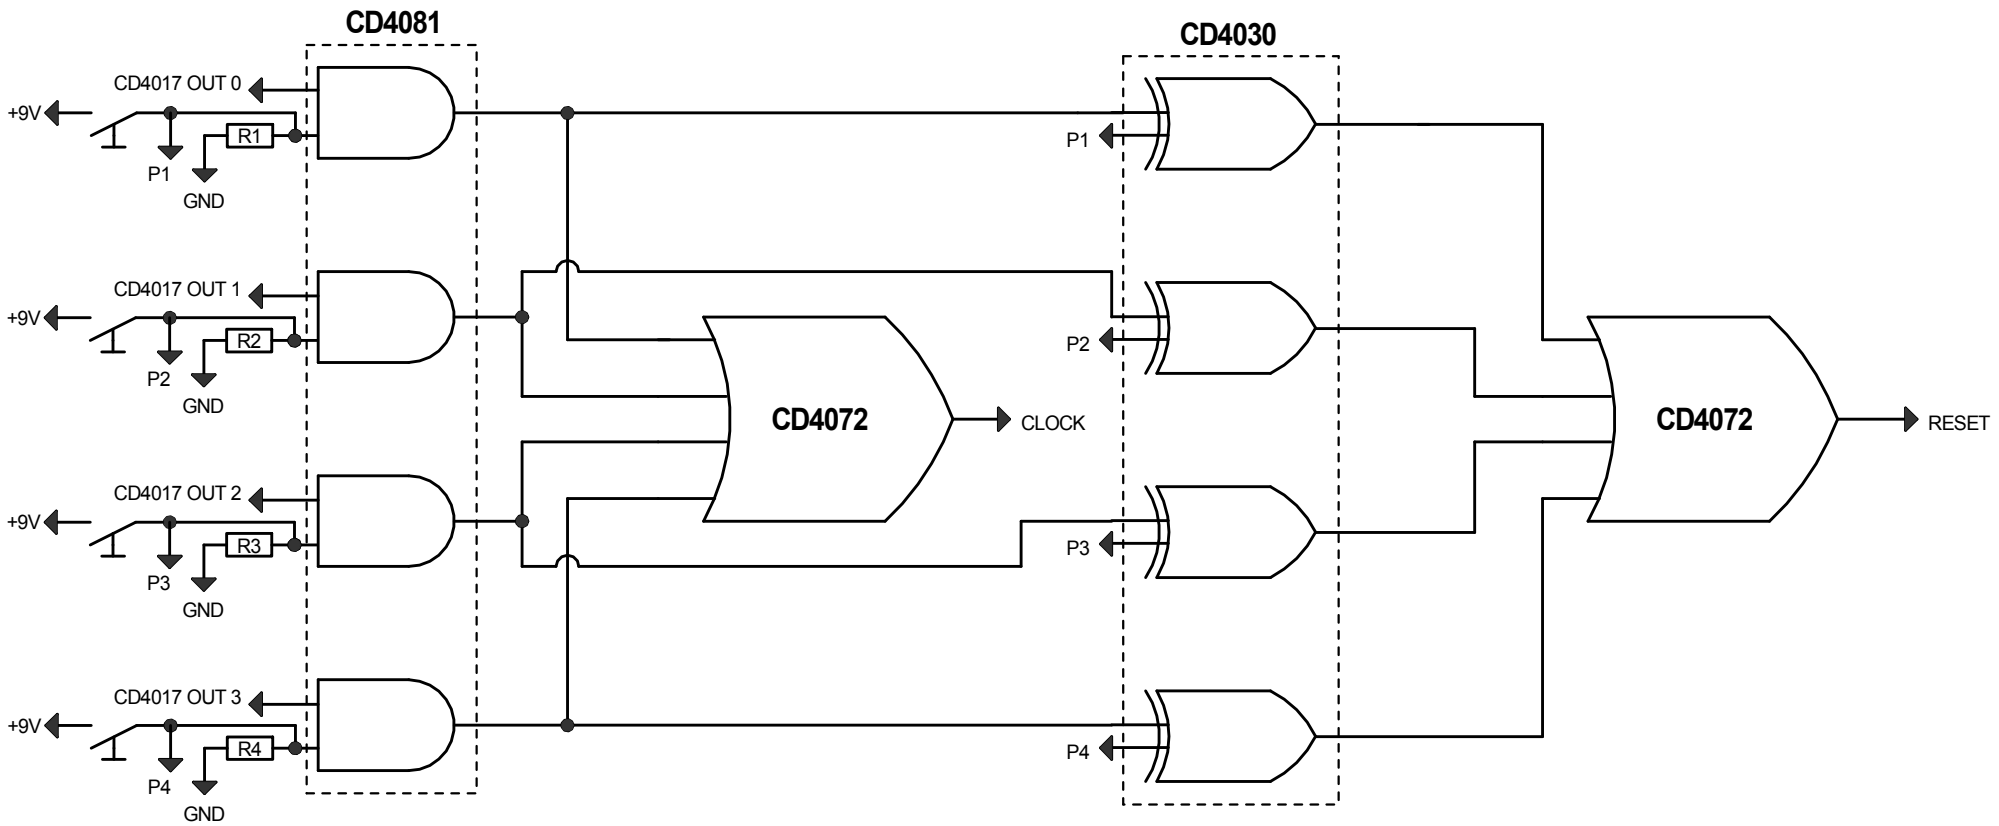 CD4081
CD4030
CD4017 OUT 0
+9V
R1
P1
GND
P1
CD4017 OUT 1
+9V
R2
P2
GND
P2
CD4072
CLOCK
CD4072
RESET
CD4017 OUT 2
+9V
R3
P3
GND
P3
CD4017 OUT 3
+9V
R4
P4
GND
P4